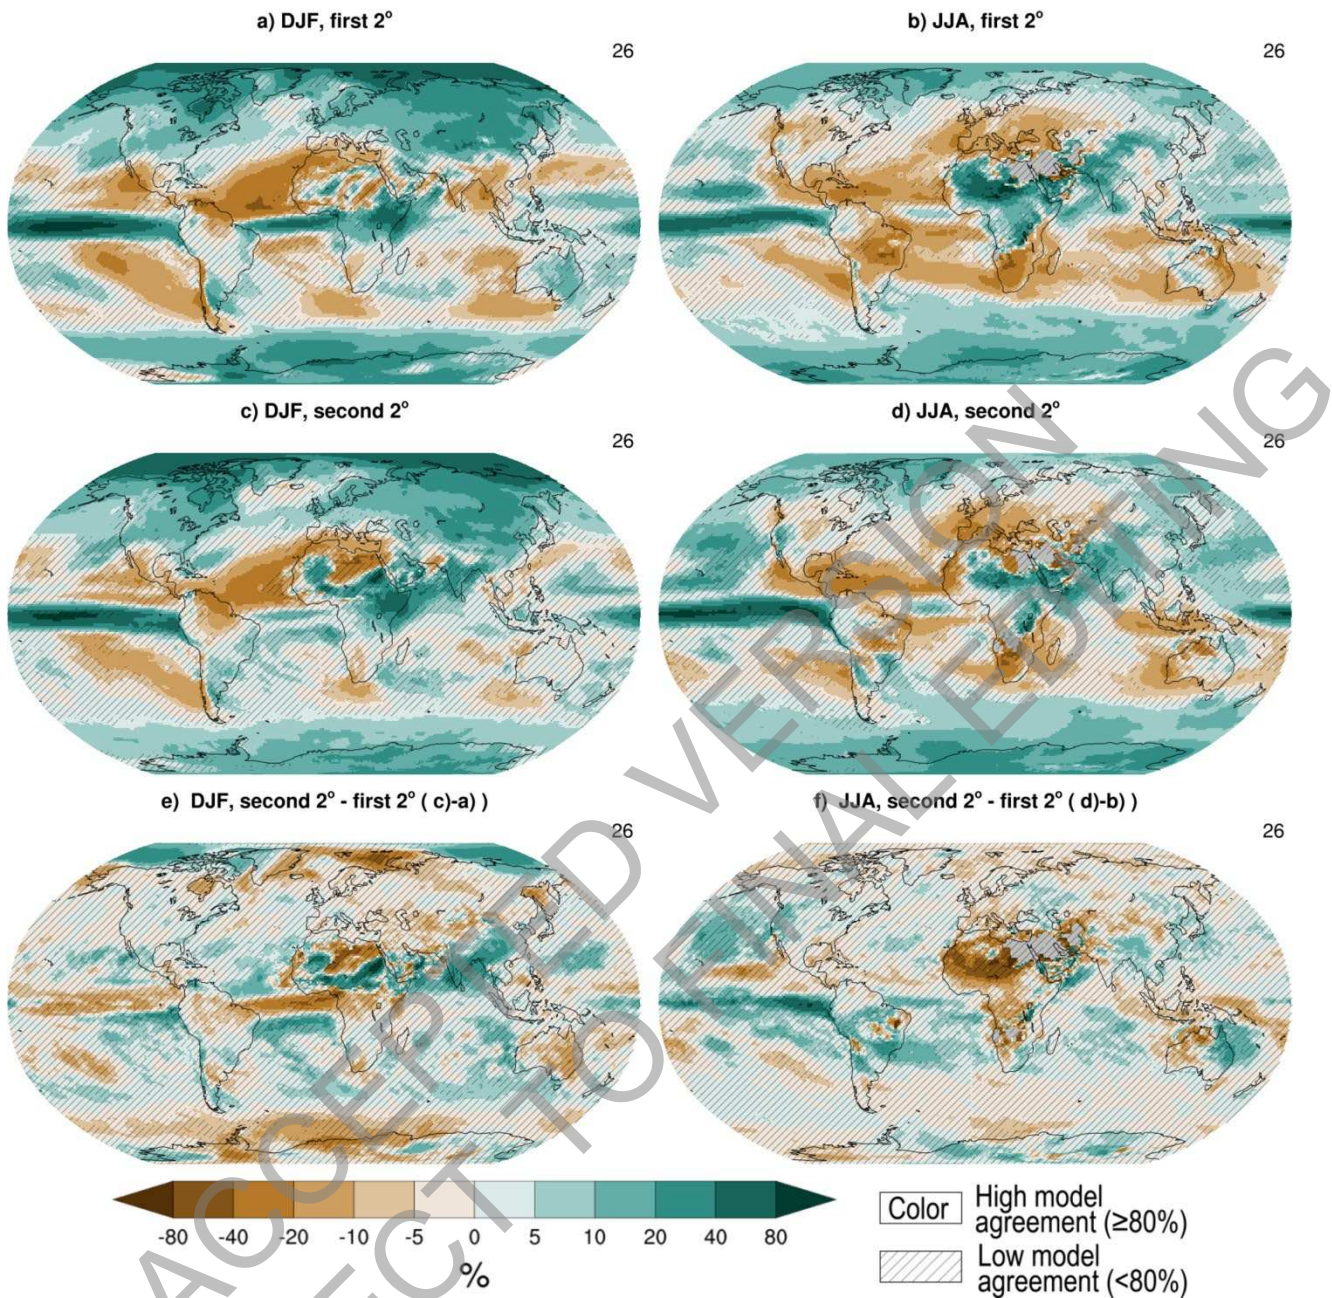 a) DJF, first 2°
b) JJA, first 2°
26
26
c) DJF, second 2°
d) JJA, second 2°
26
26
e) DJF, second 2° - first 2° ( c)-a) )
f) JJA, second 2° - first 2° ( d)-b) )
26
26
-80 -40 -20 -10 -5 0 5 10 20 40 80
%
Color
High model
agreement (≥80%)
Low model
agreement (<80%)
ACCEPTED VERSION
ECT TO FINAL EDITING